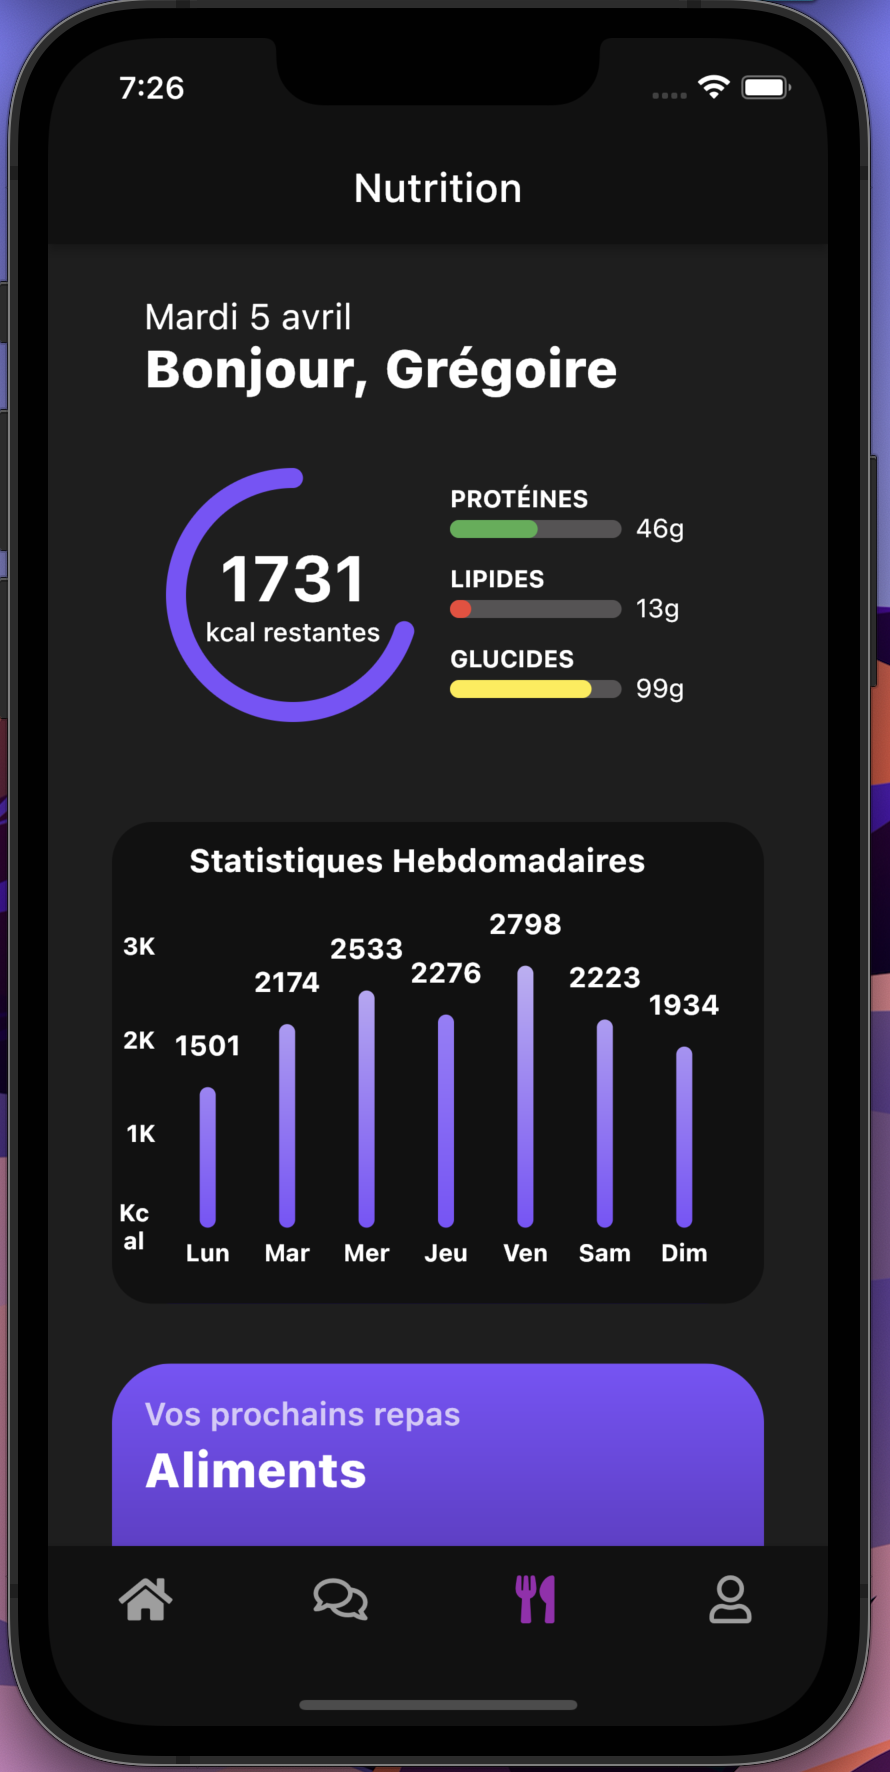 7:26
Nutrition
Mardi 5 avril
Bonjour, Grégoire
1731
kcal restantes
PROTÉINES
46g
LIPIDES
13g
GLUCIDES
99g
Statistiques Hebdomadaires
3K
2K
1K
Kc
al
1501
2174
2533
2276
2798
2223
1934
Lun Mar Mer Jeu Ven Sam Dim
Vos prochains repas
Aliments